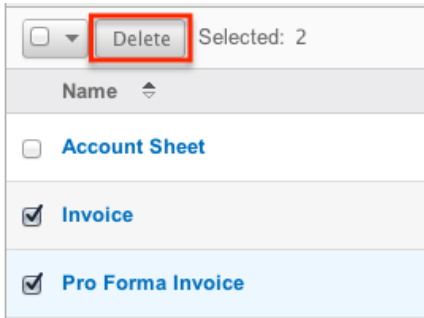 Delete Selected: 2
Name
Account Sheet
Invoice
Pro Forma Invoice